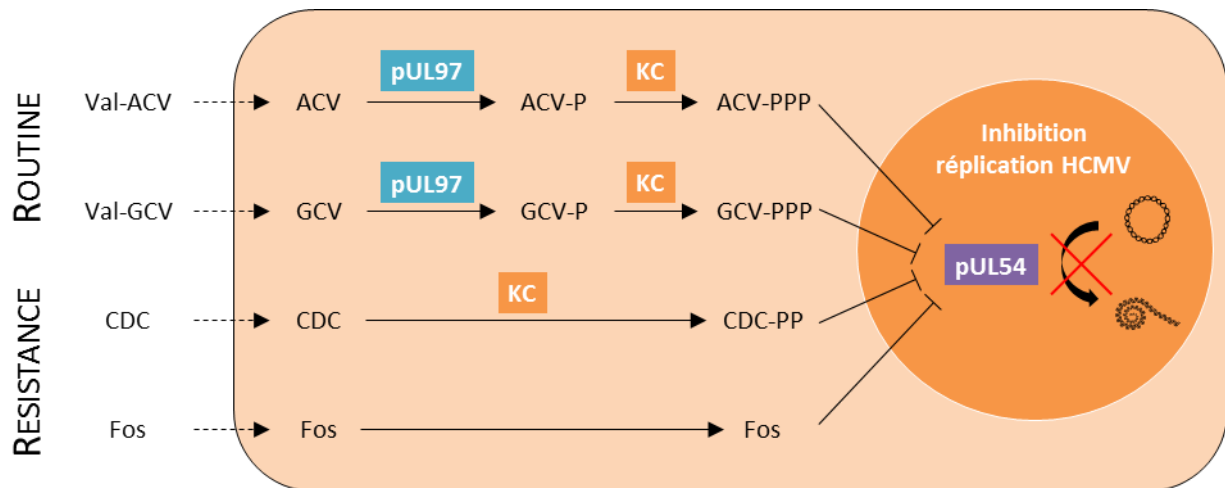 ROUTINE
RESISTANCE
pUL97
KC
Val-ACV
ACV
ACV-P
ACV-PPP
pUL97
KC
Val-GCV
GCV
GCV-P
GCV-PPP
KC
CDC
CDC
CDC-PP
Fos
Fos
Fos
Inhibition
réplication HCMV
pUL54